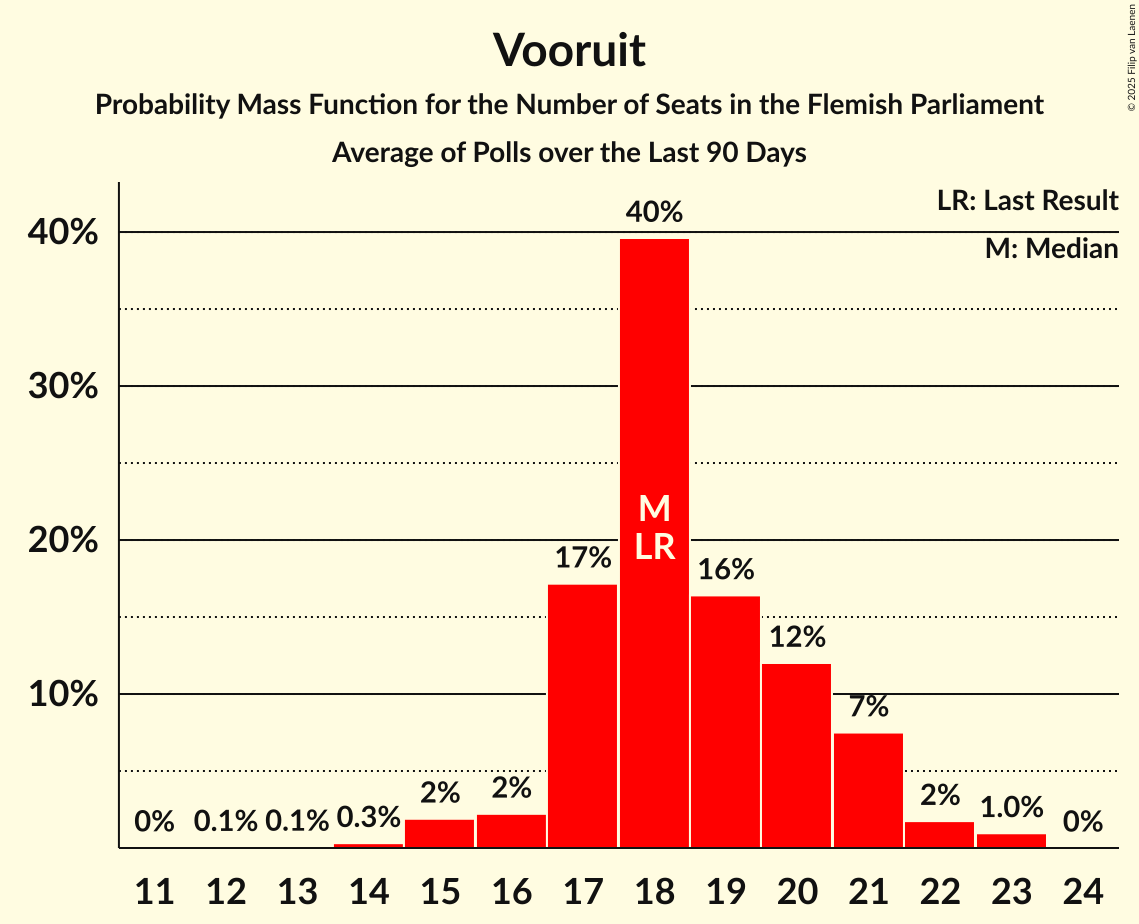 Vooruit
Probability Mass Function for the Number of Seats in the Flemish Parliament
Average of Polls over the Last 90 Days
© 2025 Filip van Laenen
LR: Last Result
M: Median
40%
30%
20%
10%
0%
0.1%
0.1%
0.3%
2%
2%
17%
40%
M
LR
16%
12%
7%
2%
1.0%
0%
11 12 13 14 15 16 17 18 19 20 21 22 23 24